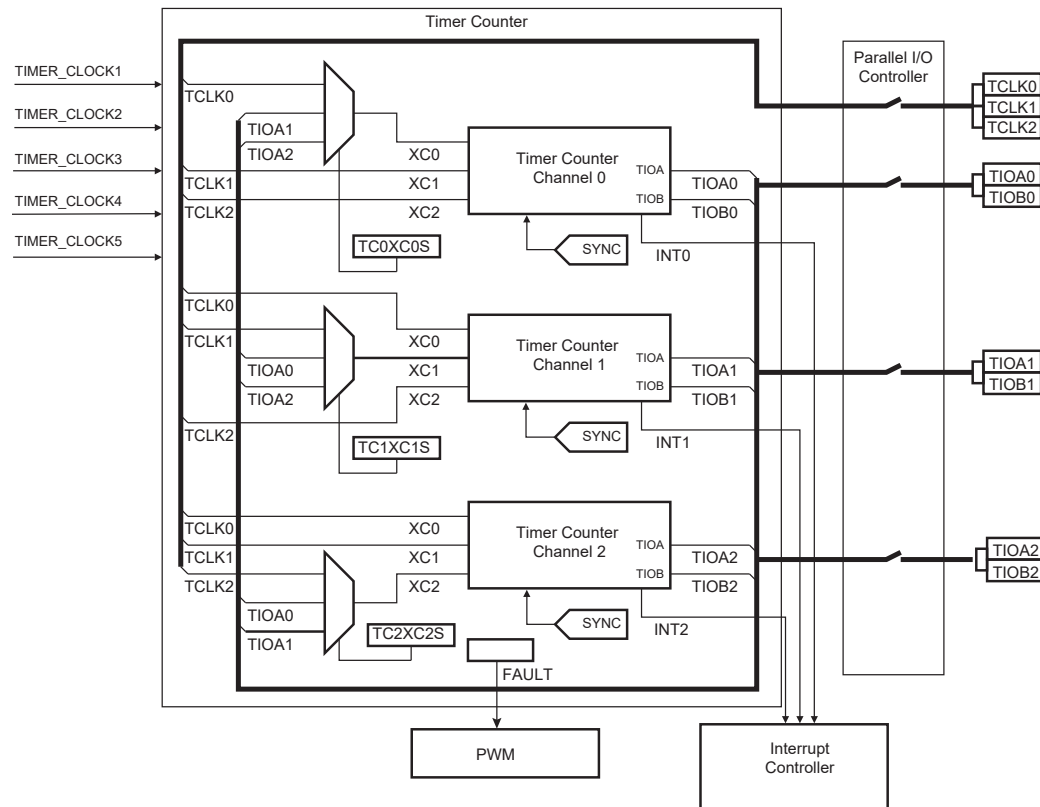 Timer Counter
Parallel I/O
Controller
TIMER_CLOCK1
TIMER_CLOCK2
TIMER_CLOCK3
TIMER_CLOCK4
TIMER_CLOCK5
TCLK0
TIOA1
TIOA2
TCLK1
TCLK2
XC0
XC1
XC2
TC0XC0S
Timer Counter
Channel 0
TIOA
TIOB
TIOA0
TIOB0
SYNC
INT0
TCLK0
TCLK1
TCLK2
TIOA0
TIOB0
TCLK0
TCLK1
TIOA0
TIOA2
TCLK2
XC0
XC1
XC2
TC1XC1S
Timer Counter
Channel 1
TIOA
TIOB
TIOA1
TIOB1
SYNC
INT1
TIOA1
TIOB1
TCLK0
TCLK1
TCLK2
TIOA0
TIOA1
XC0
XC1
XC2
TC2XC2S
Timer Counter
Channel 2
TIOA
TIOB
TIOA2
TIOB2
SYNC
INT2
TIOA2
TIOB2
FAULT
PWM
Interrupt
Controller